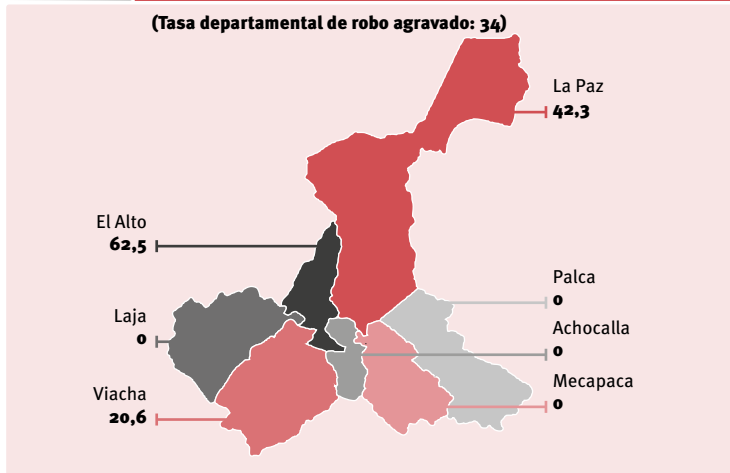 (Tasa departamental de robo agravado: 34)
La Paz
42,3
El Alto
62,5
Laja
0
Viacha
20,6
Palca
0
Achocalla
0
Mecapaca
0